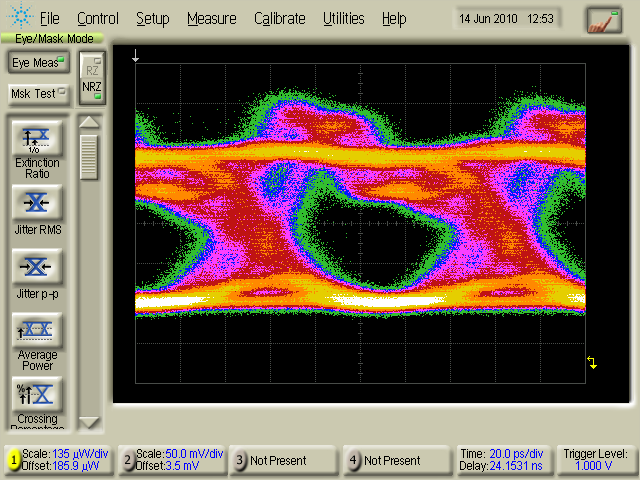 File Control Setup Measure Calibrate Utilities Help 14 Jun 2010 12:53
Eye/Mask Mode
Eye Meas
RZ
NRZ
Msk Test
1/0
Extinction
Ratio
Jitter RMS
Jitter p-p
Average
Power
%
Crossing
Percentage
1 Scale:135 µW/div
Offset:185.9 µW
2 Scale:50.0 mV/div
Offset:3.5 mV
3 Not Present
4 Not Present
Time: 20.0 ps/div
Delay:24.1531 ns
Trigger Level:
1.000 V